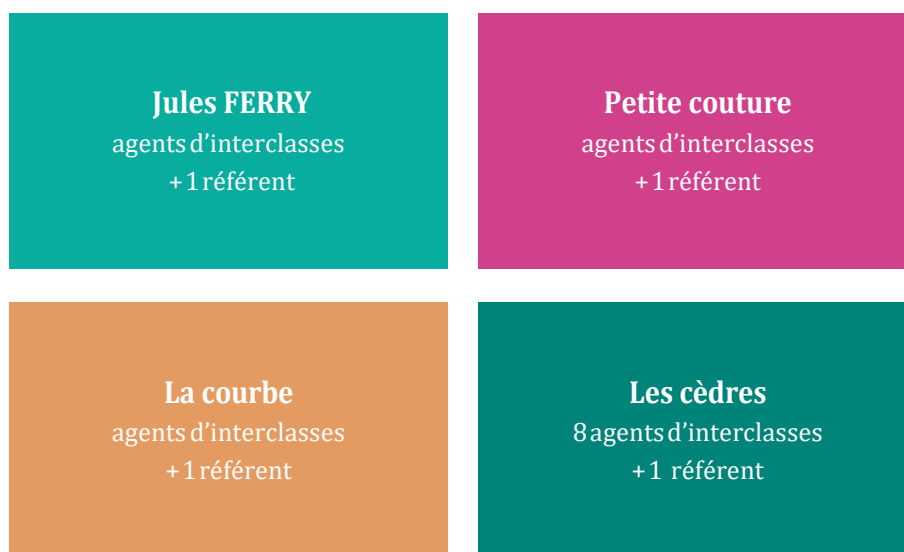 Jules FERRY
agents d'interclasses
+1 référent
Petite couture
agents d'interclasses
+1 référent
La courbe
agents d'interclasses
+1 référent
Les cèdres
8 agents d'interclasses
+1 référent